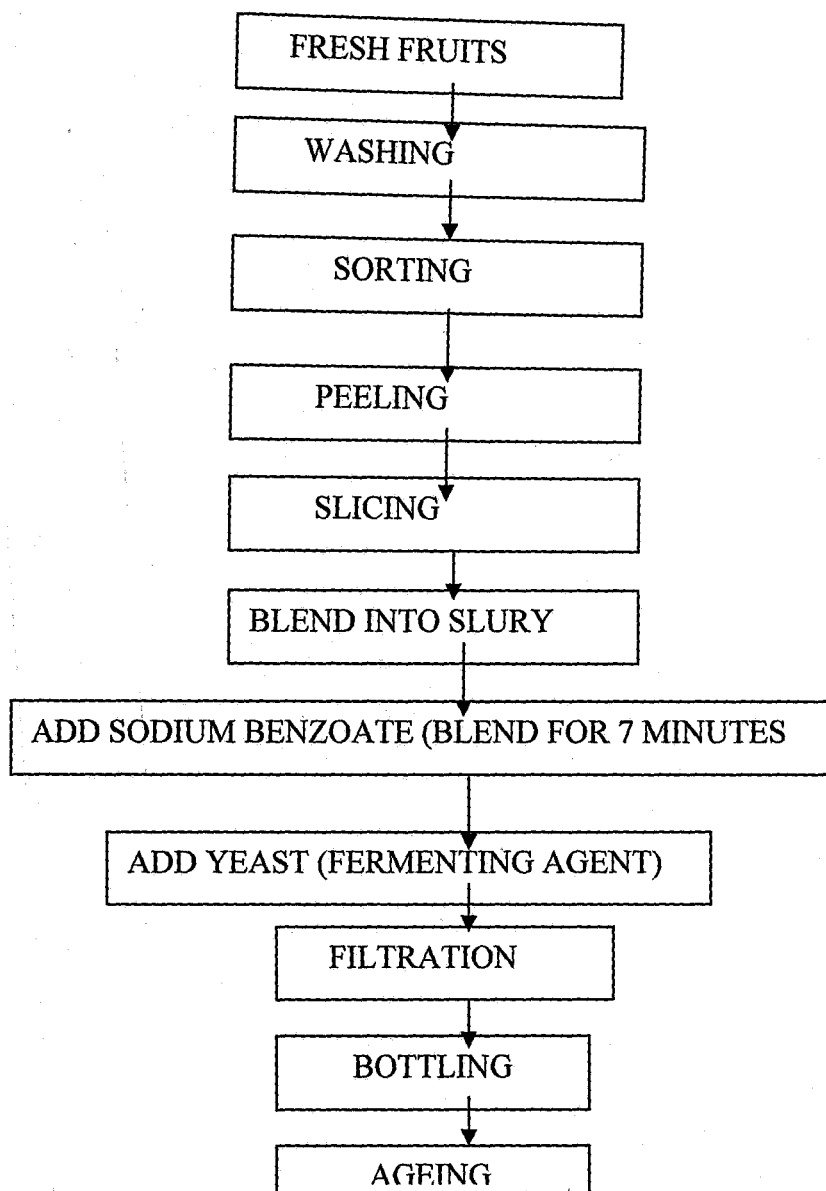 FRESH FRUITS
WASHING
SORTING
PEELING
SLICING
BLEND INTO SLURY
ADD SODIUM BENZOATE (BLEND FOR 7 MINUTES
ADD YEAST (FERMENTING AGENT)
FILTRATION
BOTTLING
AGEING